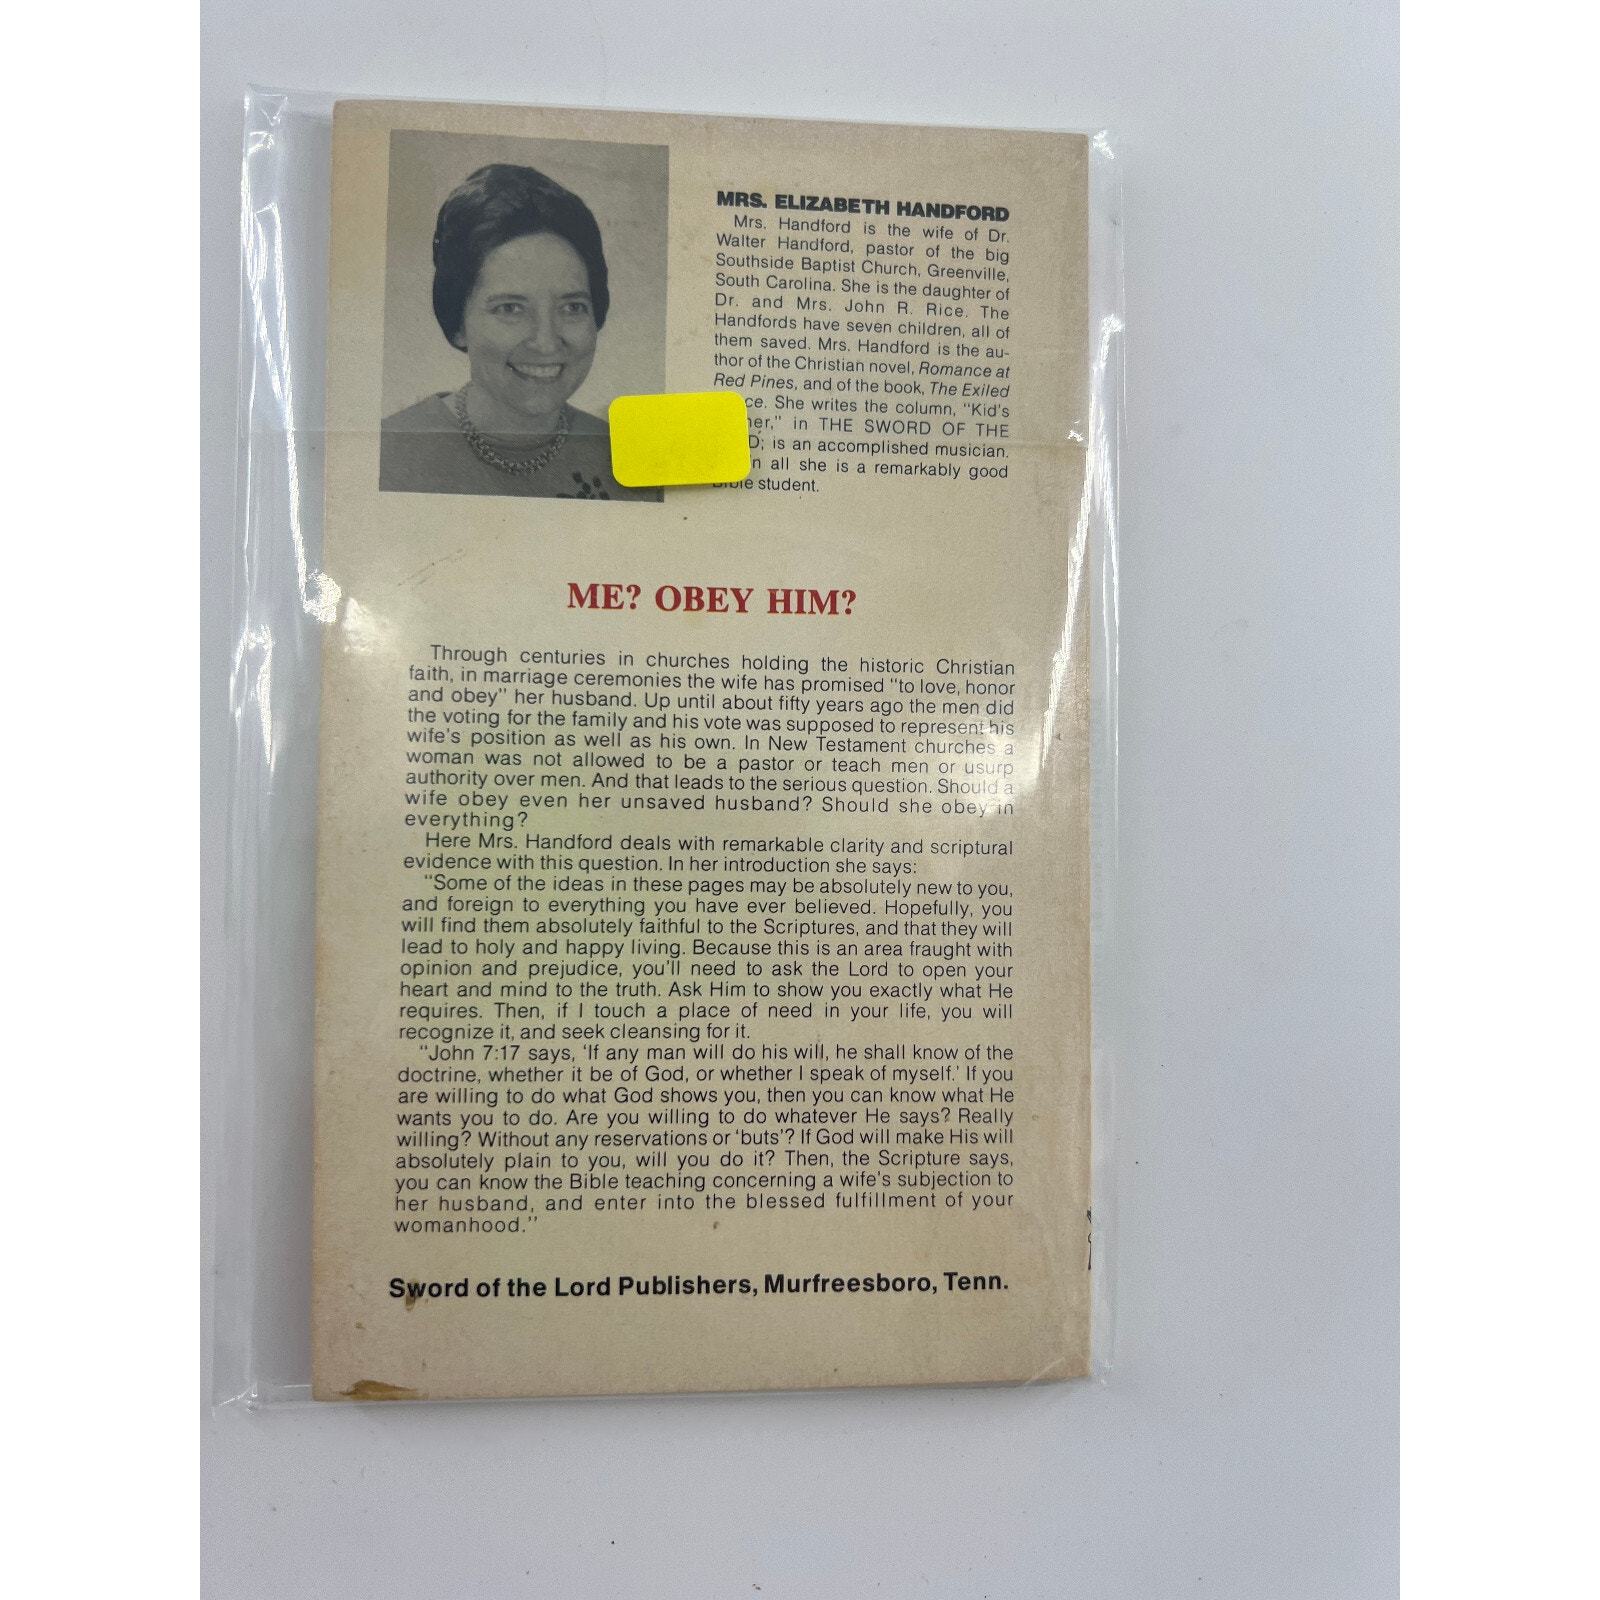 MRS. ELIZABETH HANDFORD
Mrs. Handford is the wife of Dr.
Walter Handford, pastor of the big
Southside Baptist Church, Greenville,
South Carolina. She is the daughter of
Dr. and Mrs. John R. Rice. The
Handfords have seven children, all of
them saved. Mrs. Handford is the au-
thor of the Christian novel, Romance at
Red Pines, and of the book, The Exiled
She writes the column, "Kid's
in THE SWORD OF THE
is an accomplished musician.
all she is a remarkably good
Bible student.
ME? OBEY HIM?
Through centuries in churches holding the historic Christian
faith, in marriage ceremonies the wife has promised "to love, honor
and obey" her husband. Up until about fifty years ago the men did
the voting for the family and his vote was supposed to represent his
wife's position as well as his own. In New Testament churches a
woman was not allowed to be a pastor or teach men or usurp
authority over men. And that leads to the serious question. Should a
wife obey even her unsaved husband? Should she obey in
everything?
Here Mrs. Handford deals with remarkable clarity and scriptural
evidence with this question. In her introduction she says:
"Some of the ideas in these pages may be absolutely new to you,
and foreign to everything you have ever believed. Hopefully, you
will find them absolutely faithful to the Scriptures, and that they will
lead to holy and happy living. Because this is an area fraught with
opinion and prejudice, you'll need to ask the Lord to open your
heart and mind to the truth. Ask Him to show you exactly what He
requires. Then, if I touch a place of need in your life, you will
recognize it, and seek cleansing for it.
"John 7:17 says, 'If any man will do his will, he shall know of the
doctrine, whether it be of God, or whether I speak of myself.' If you
are willing to do what God shows you, then you can know what He
wants you to do. Are you willing to do whatever He says? Really
willing? Without any reservations or 'buts'? If God will make His will
absolutely plain to you, will you do it? Then, the Scripture says,
you can know the Bible teaching concerning a wife's subjection to
her husband, and enter into the blessed fulfillment of your
womanhood."
Sword of the Lord Publishers, Murfreesboro, Tenn.